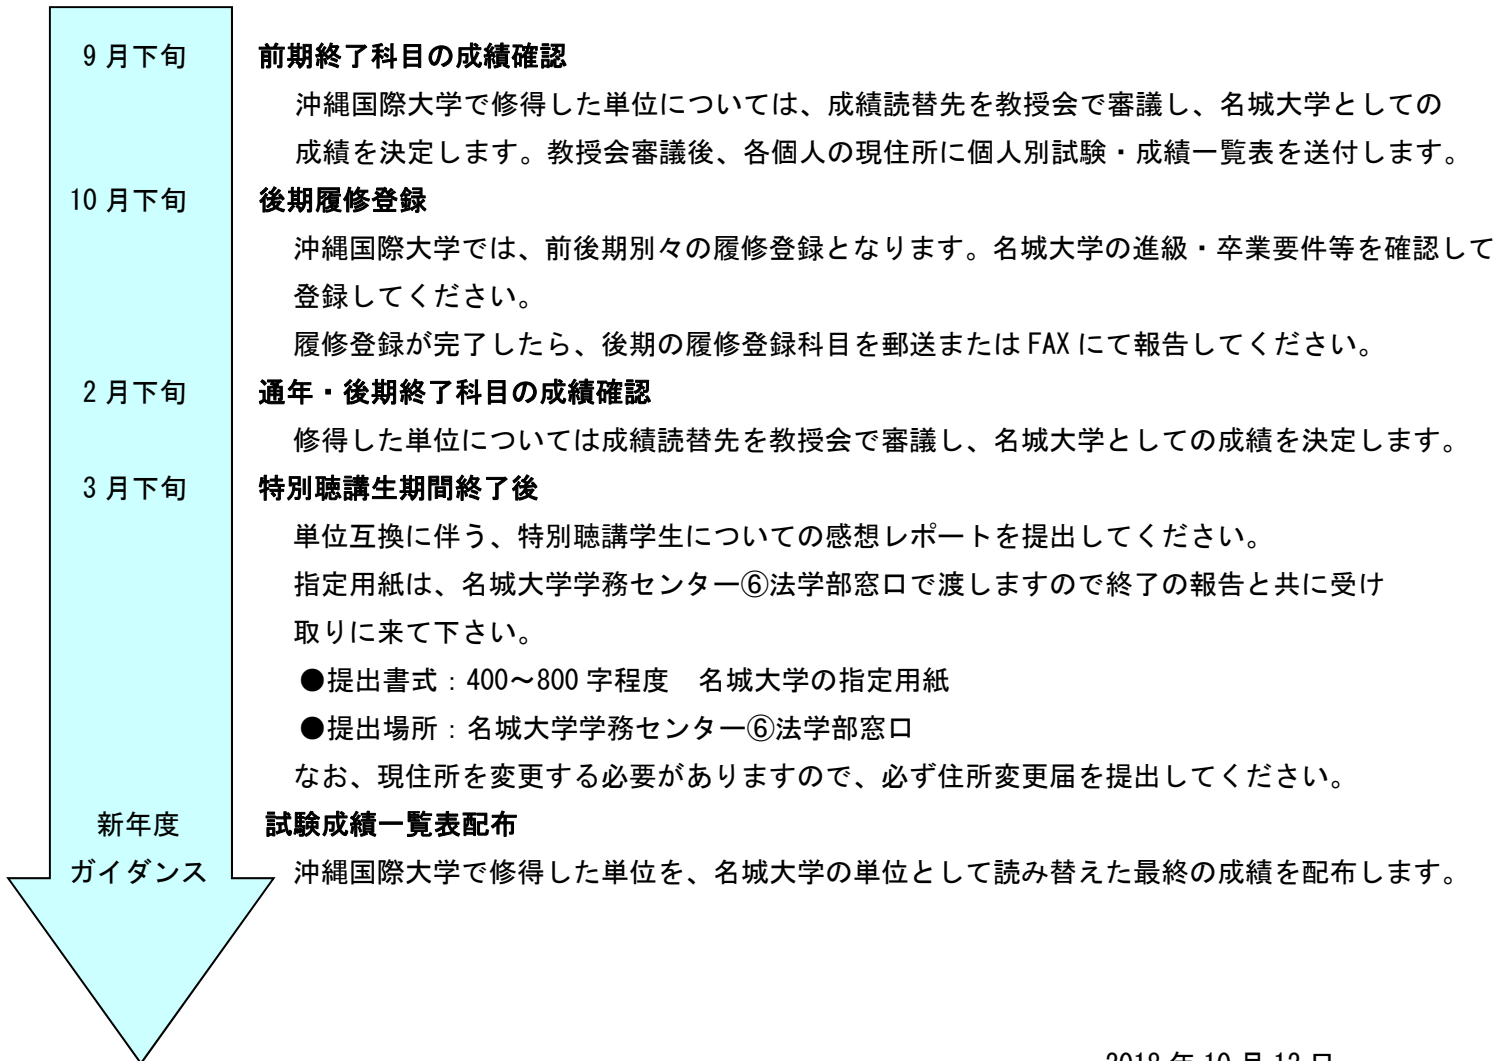 9月下旬 前期終了科目の成績確認
沖縄国際大学で修得した単位については、成績読替先を教授会で審議し、名城大学としての
成績を決定します。教授会審議後、各個人の現住所に個人別試験・成績一覧表を送付します。
10月下旬 後期履修登録
沖縄国際大学では、前後期別々の履修登録となります。名城大学の進級・卒業要件等を確認して
登録してください。
履修登録が完了したら、後期の履修登録科目を郵送またはFAXにて報告してください。
2月下旬 通年・後期終了科目の成績確認
修得した単位については成績読替先を教授会で審議し、名城大学としての成績を決定します。
3月下旬 特別聴講生期間終了後
単位互換に伴う、特別聴講学生についての感想レポートを提出してください。
指定用紙は、名城大学学務センター⑥法学部窓口で渡しますので終了の報告と共に受け
取りに来て下さい。
●提出書式：400～800字程度　名城大学の指定用紙
●提出場所：名城大学学務センター⑥法学部窓口
なお、現住所を変更する必要がありますので、必ず住所変更届を提出してください。
新年度 試験成績一覧表配布
ガイダンス 沖縄国際大学で修得した単位を、名城大学の単位として読み替えた最終の成績を配布します。
2018年10月12日